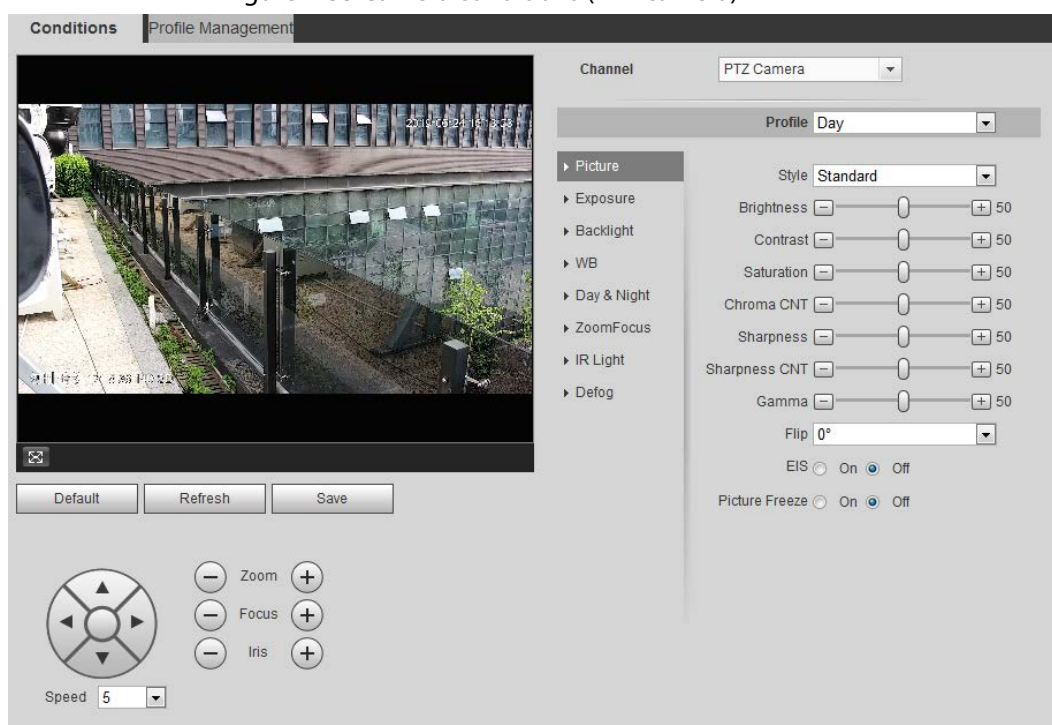 Conditions
Profile Management
Channel
PTZ Camera
Profile Day
Picture
Exposure
Backlight
WB
Day & Night
ZoomFocus
IR Light
Defog
Style Standard
Brightness 50
Contrast 50
Saturation 50
Chroma CNT 50
Sharpness 50
Sharpness CNT 50
Gamma 50
Flip 0°
EIS On Off
Picture Freeze On Off
Default
Refresh
Save
Zoom
Focus
Iris
Speed 5